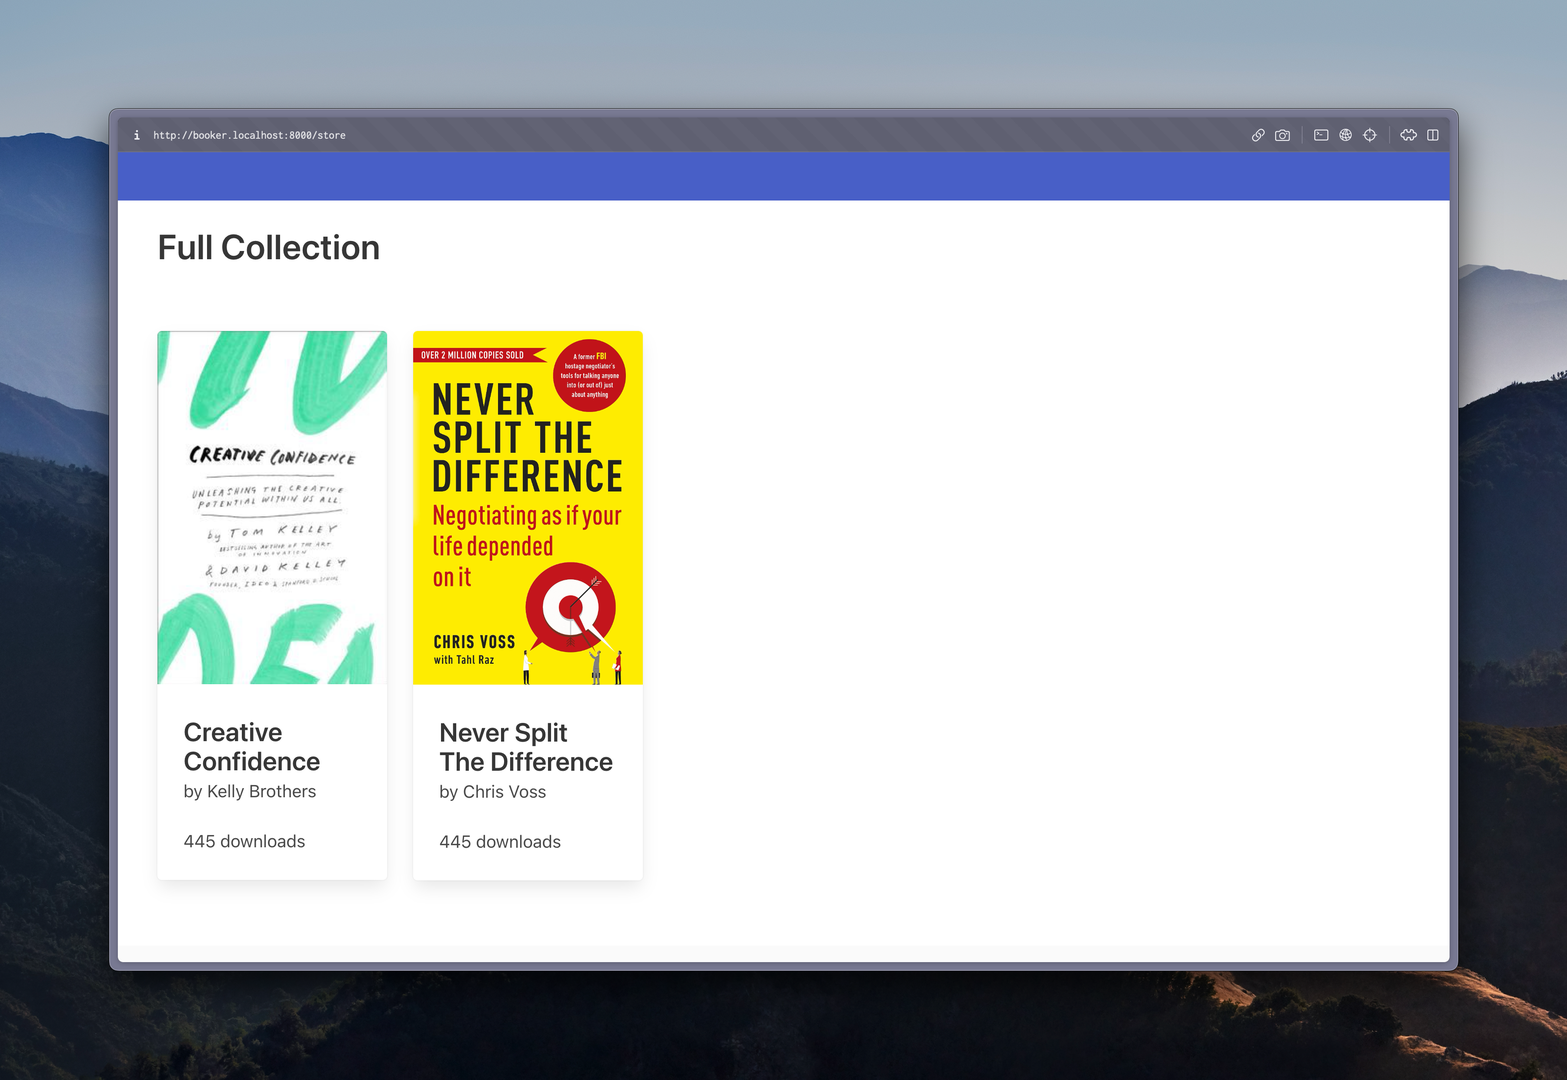 i http://booker.localhost:8000/store
Full Collection
CREATIVE CONFIDENCE
UNLEASHING THE CREATIVE
POTENTIAL WITHIN US ALL.
by TOM KELLEY
BESTSELLING AUTHOR OF THE ART
OF INNOVATION
& DAVID KELLEY
FOUNDER, IDEO & STANFORD D.SCHOOL
Creative
Confidence
by Kelly Brothers
445 downloads
OVER 2 MILLION COPIES SOLD
A former FBI
hostage negotiator's
tools for talking anyone
into (or out of) just
about anything
NEVER
SPLIT THE
DIFFERENCE
Negotiating as if your
life depended
on it
CHRIS VOSS
with Tahl Raz
Never Split
The Difference
by Chris Voss
445 downloads